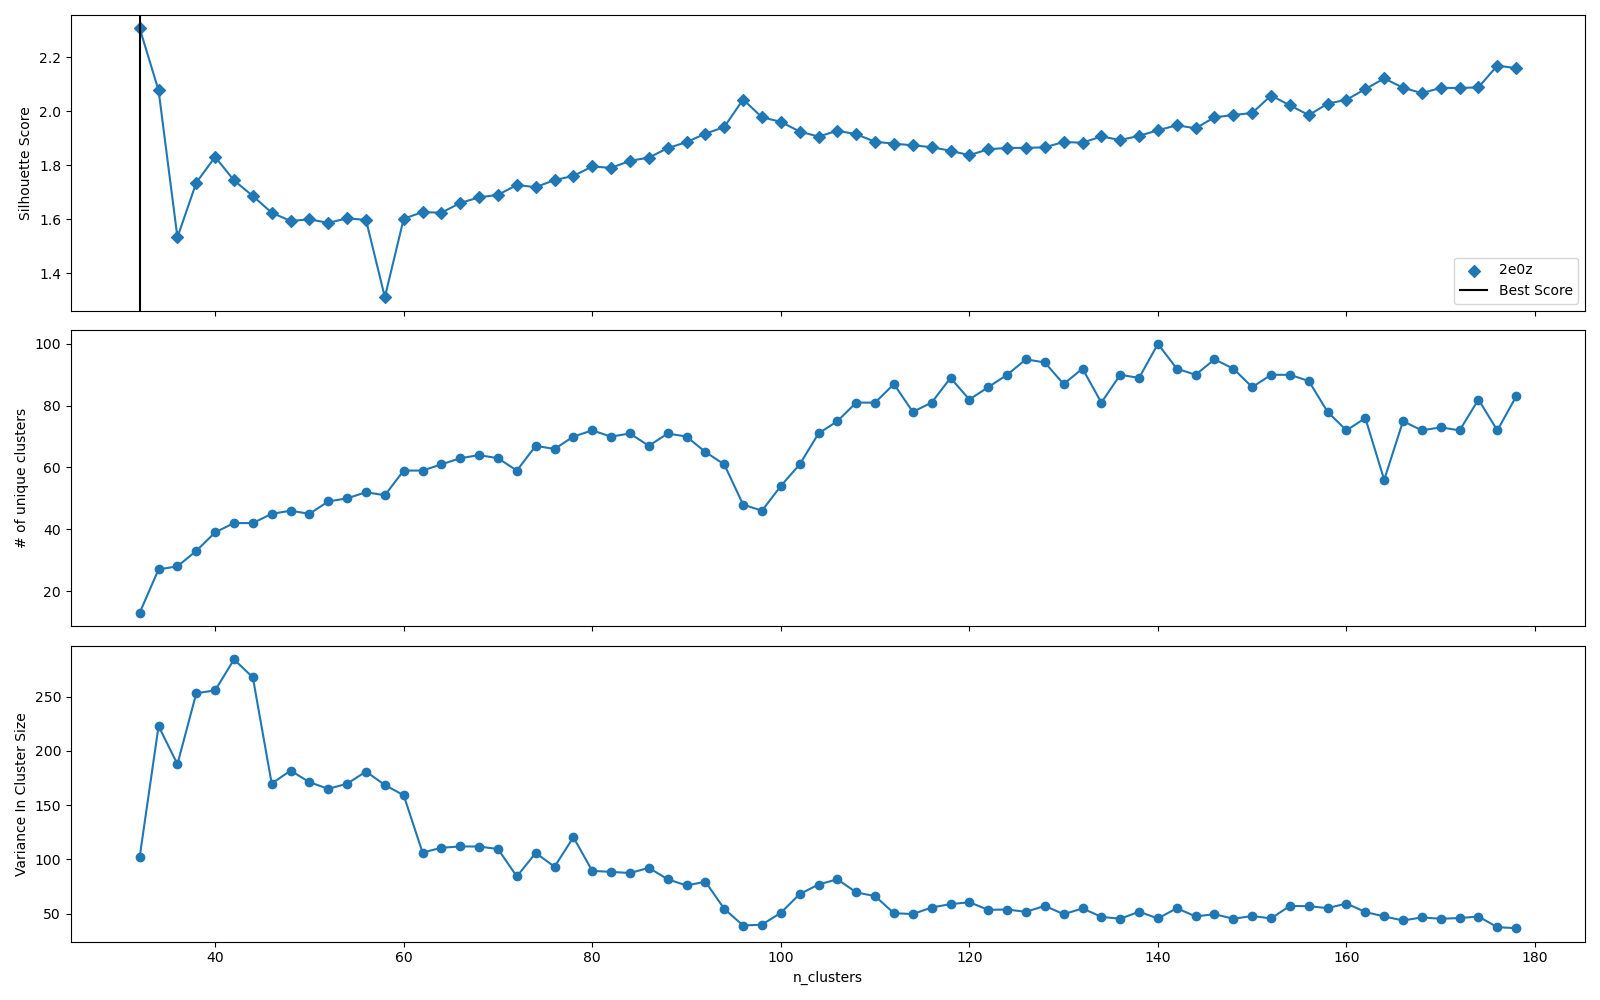 2.2
2.0
1.8
1.6
1.4
Silhouette Score
2e0z
Best Score
100
80
60
40
20
# of unique clusters
250
200
150
100
50
Variance In Cluster Size
40 60 80 100 120 140 160 180
n_clusters